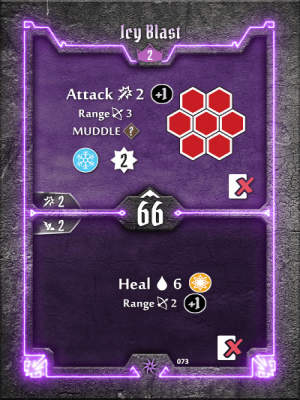 Icy Blast
2
Attack 2 +1
Range 3
MUDDLE ?
2
2
66
2
Heal 6
Range 2 +1
073